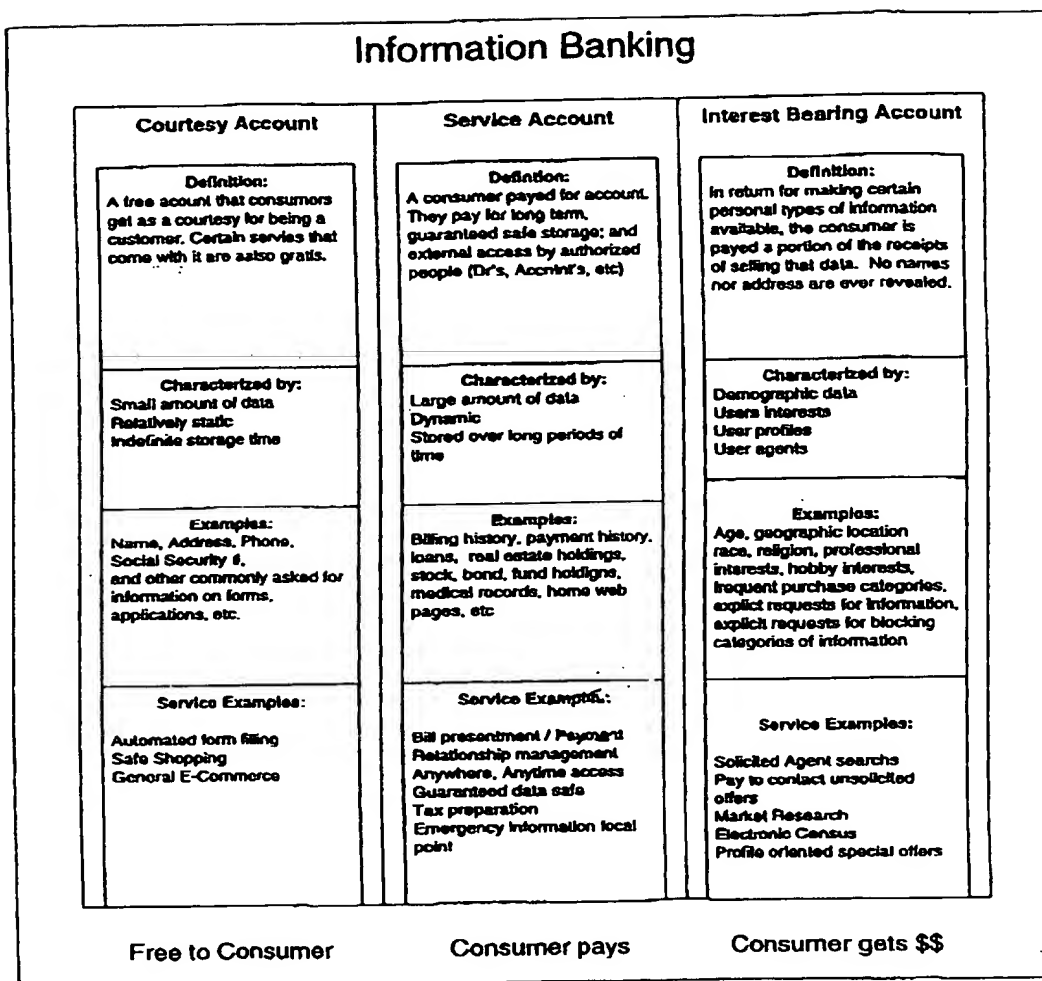 Information Banking
Courtesy Account
Definition:
A free acount that consumors
get as a courtesy for being a
customer. Certain servies that
come with it are aalso gratis.
Characterized by:
Small amount of data
Relatively static
Indefinite storage time
Examples:
Name, Address, Phone,
Social Security #,
and other commonly asked for
information on forms,
applications, etc.
Service Examples:
Automated form filling
Safe Shopping
General E-Commerce
Free to Consumer
Service Account
Definition:
A consumer payed for account.
They pay for long term,
guaranteed safe storage; and
external access by authorized
people (Dr's, Accntnt's, etc)
Characterized by:
Large amount of data
Dynamic
Stored over long periods of
time
Examples:
Billing history, payment history,
loans, real estate holdings,
stock, bond, fund holdigns,
medical records, home web
pages, etc
Service Examples:
Bill presentment / Payment
Relationship management
Anywhere, Anytime access
Guaranteed data safe
Tax preparation
Emergency Information focal
point
Consumer pays
Interest Bearing Account
Definition:
In return for making certain
personal types of information
available, the consumer is
payed a portion of the receipts
of selling that data. No names
nor address are ever revealed.
Characterized by:
Demographic data
Users interests
User profiles
User agents
Examples:
Age, geographic location
race, religion, professional
interests, hobby interests,
frequent purchase categories,
explict requests for information,
explicit requests for blocking
categories of information
Service Examples:
Solicited Agent searchs
Pay to contact unsolicited
offers
Market Research
Electronic Census
Profile oriented special offers
Consumer gets $$